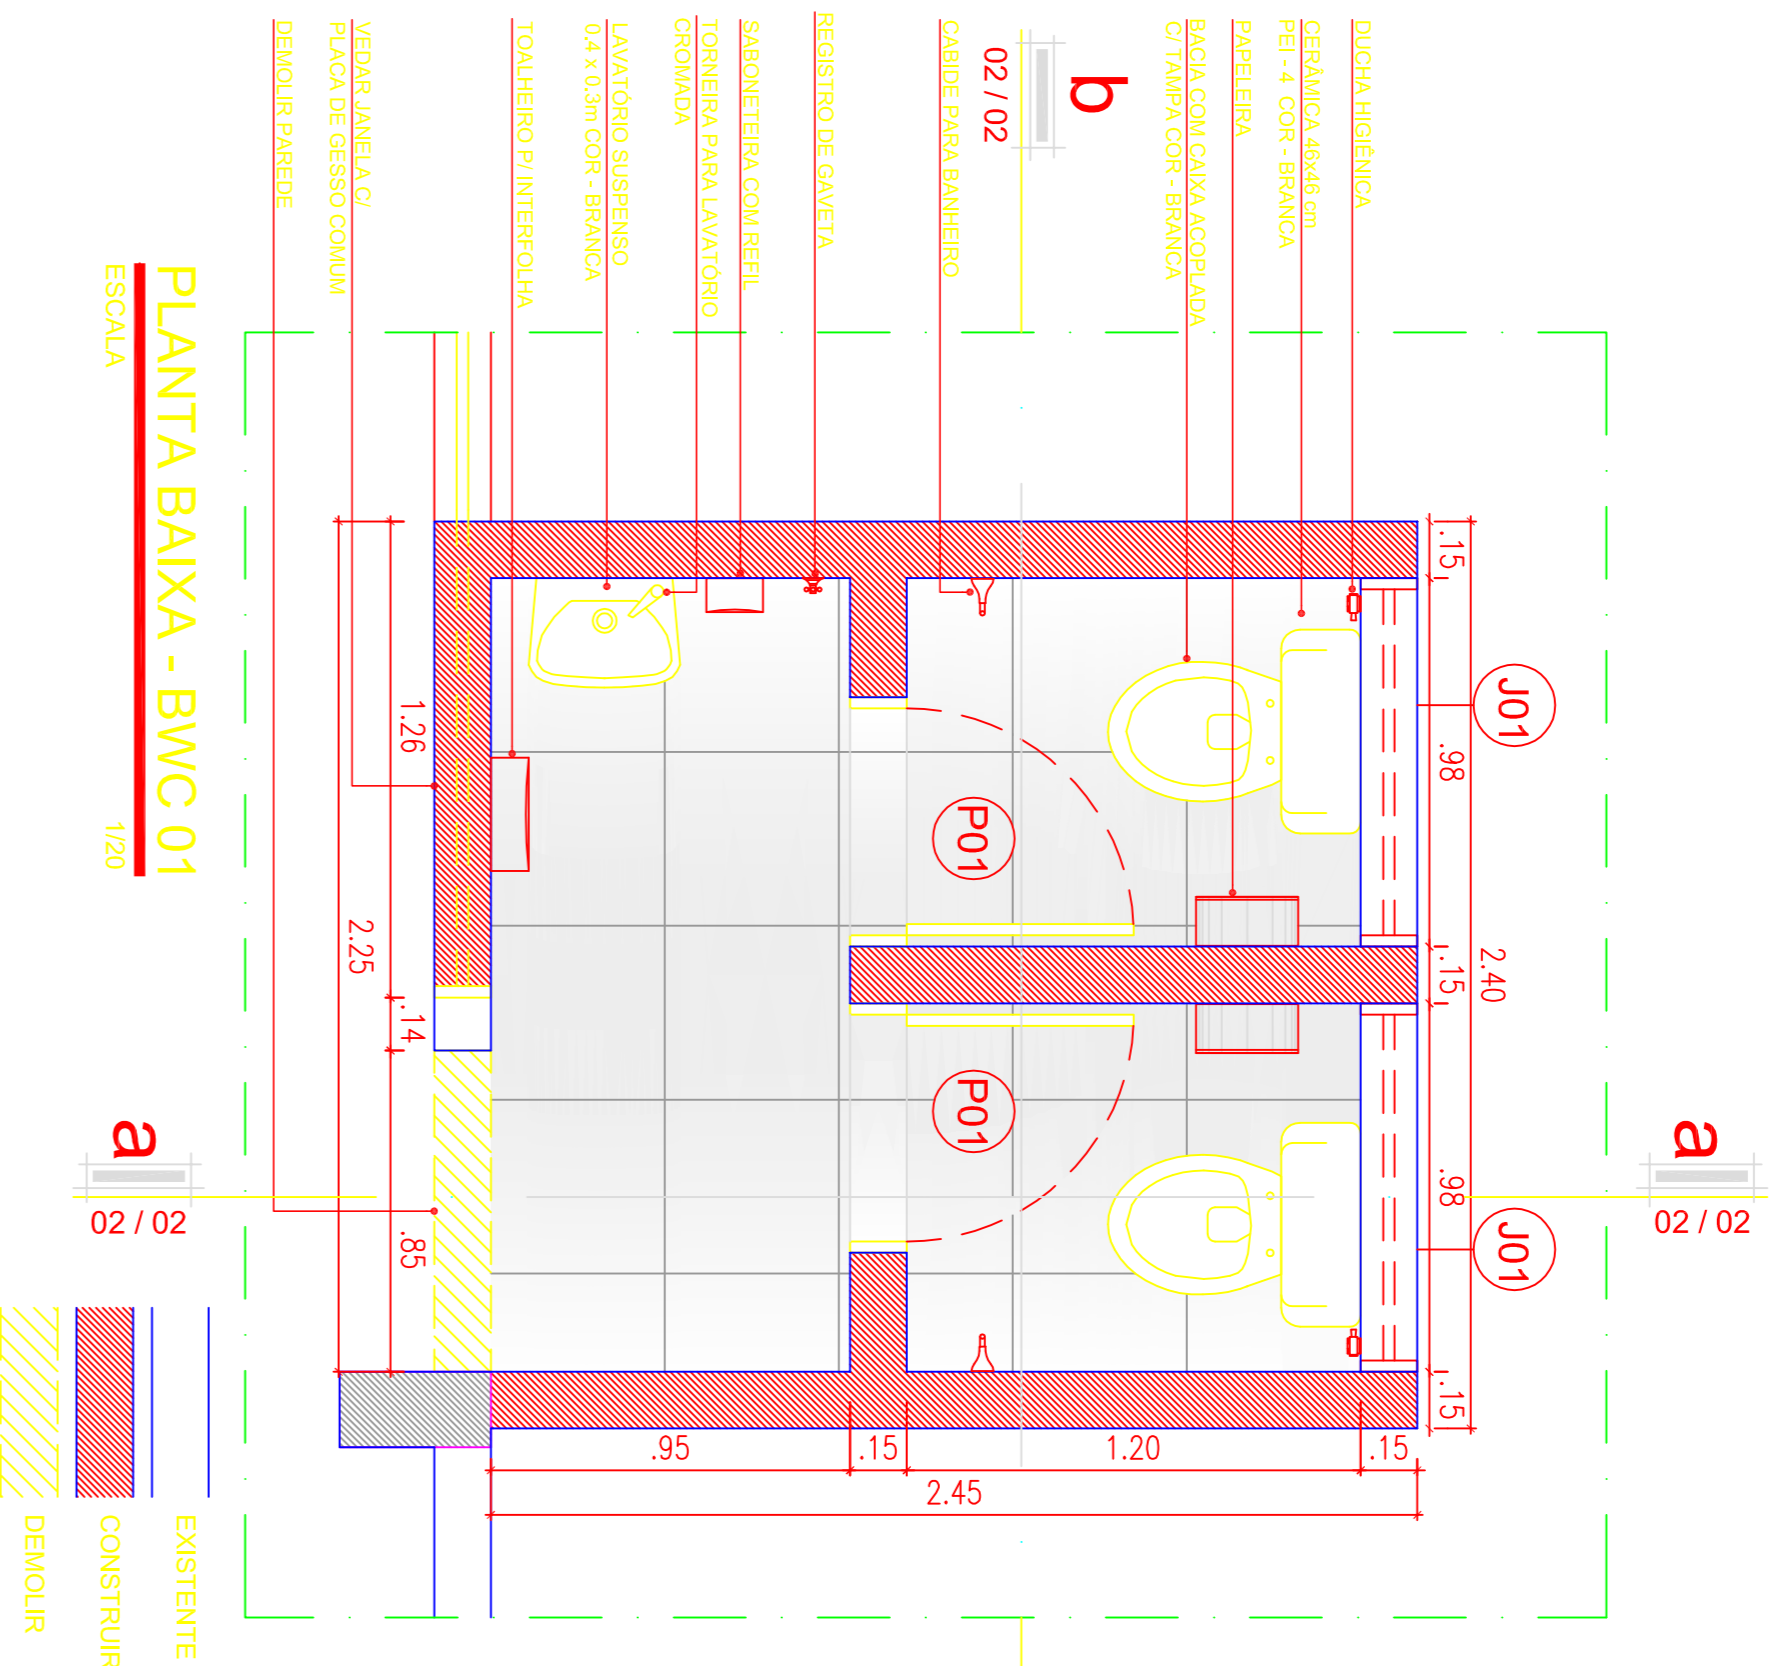 DUCHA HIGIÊNICA
CERÂMICA 46x46 cm
PEI - 4 COR - BRANCA
PAPELEIRA
BACIA COM CAIXA ACOPLADA
C/ TAMPA COR - BRANCA
b
02 / 02
CABIDE PARA BANHEIRO
REGISTRO DE GAVETA
SABONETEIRA COM REFIL
TORNEIRA PARA LAVATÓRIO
CROMADA
LAVATÓRIO SUSPENSO
0.4 x 0.3m COR - BRANCA
TOALHEIRO P/ INTERFOLHA
VEDAR JANELA C/
PLACA DE GESSO COMUM
DEMOLIR PAREDE
J01
J01
2.40
.15
.98
.15
.98
.15
P01
P01
.15
1.20
.15
.95
2.45
1.26
.14
.85
2.25
a
02 / 02
a
02 / 02
PLANTA BAIXA - BWC 01
ESCALA
1/20
EXISTENTE
CONSTRUIR
DEMOLIR